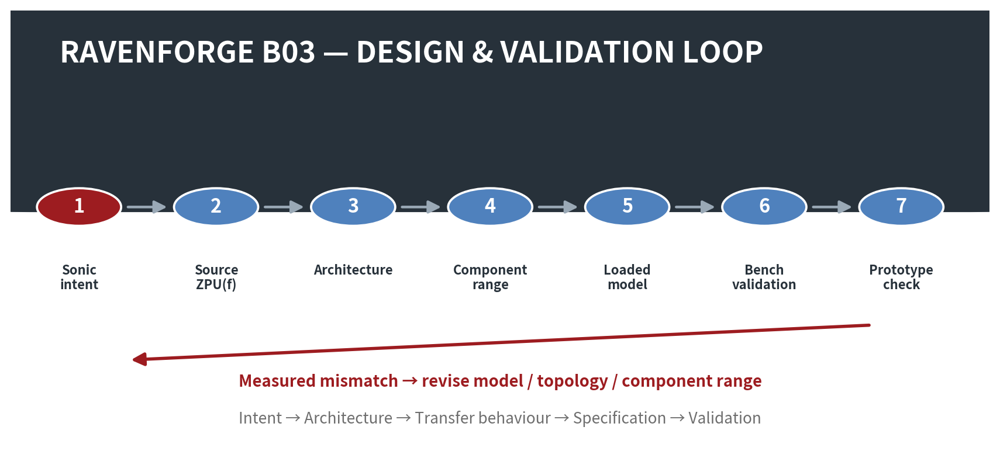 RAVENFORGE B03 — DESIGN & VALIDATION LOOP
1
2
3
4
5
6
7
Sonic
intent
Source
ZPU(f)
Architecture
Component
range
Loaded
model
Bench
validation
Prototype
check
Measured mismatch → revise model / topology / component range
Intent → Architecture → Transfer behaviour → Specification → Validation